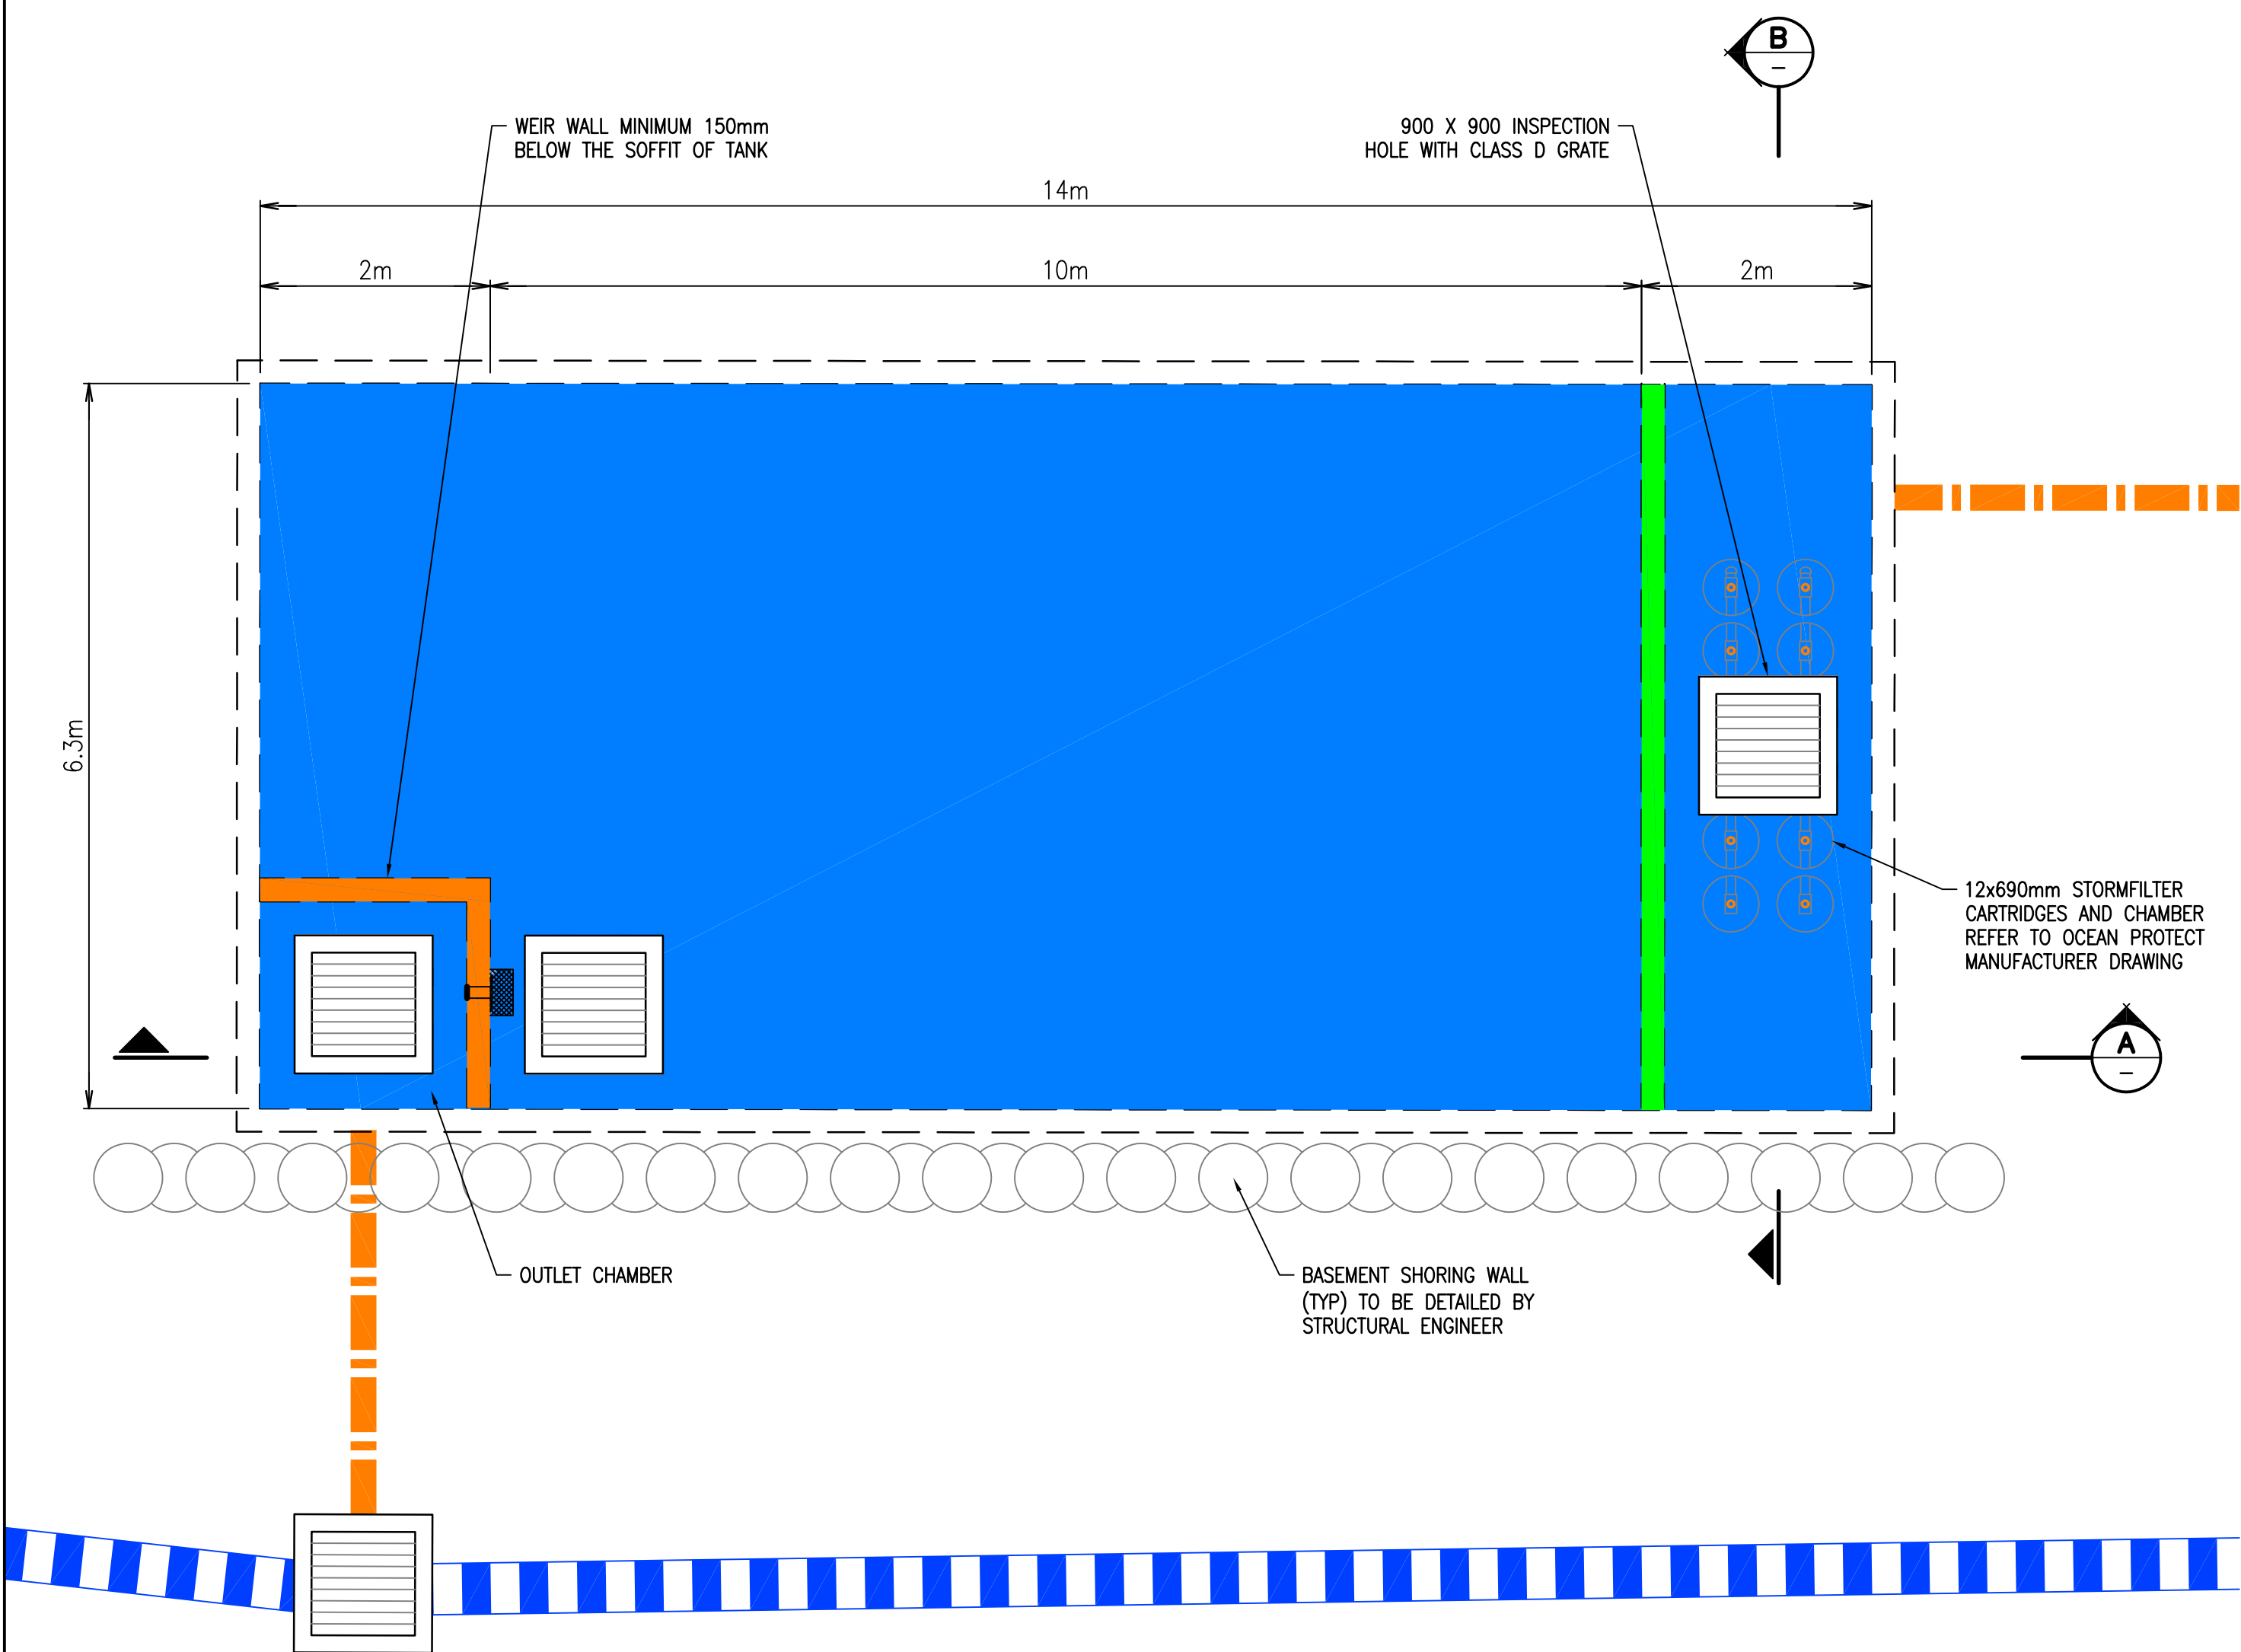 B
–
WEIR WALL MINIMUM 150mm
BELOW THE SOFFIT OF TANK
900 X 900 INSPECTION
HOLE WITH CLASS D GRATE
14m
2m
10m
2m
6.3m
12x690mm STORMFILTER
CARTRIDGES AND CHAMBER
REFER TO OCEAN PROTECT
MANUFACTURER DRAWING
A
–
OUTLET CHAMBER
BASEMENT SHORING WALL
(TYP) TO BE DETAILED BY
STRUCTURAL ENGINEER